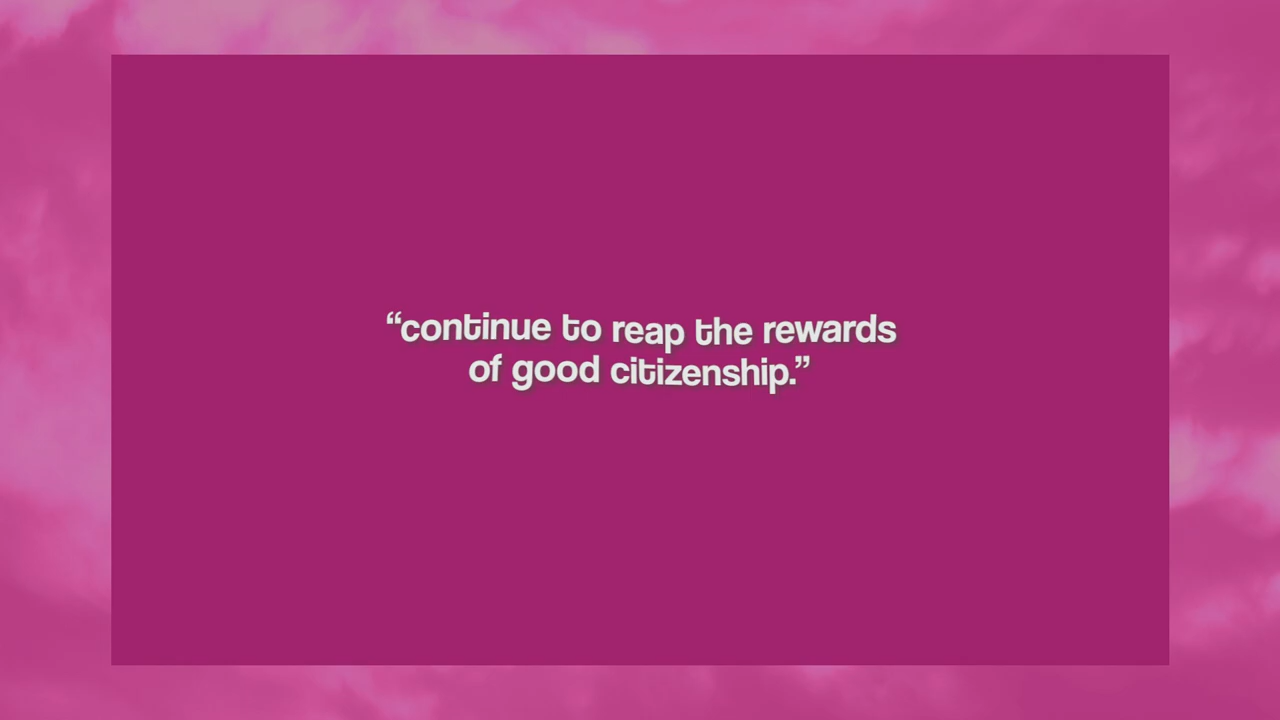 “continue to reap the rewards
of good citizenship.”